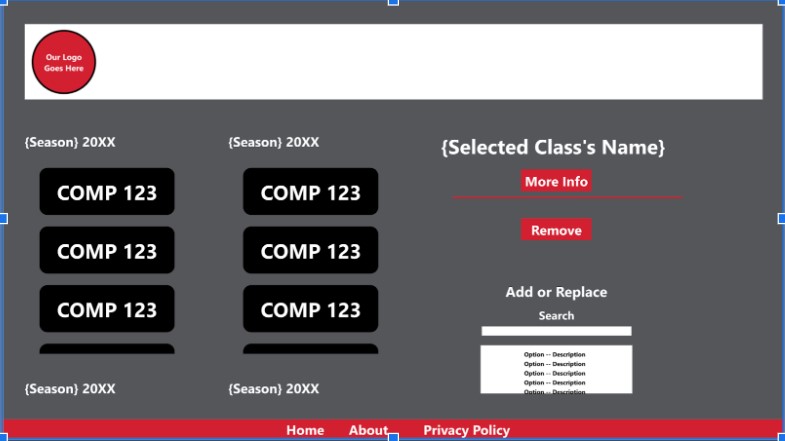 Our Logo
Goes Here
{Season} 20XX
COMP 123
COMP 123
COMP 123
{Season} 20XX
COMP 123
COMP 123
COMP 123
{Selected Class's Name}
More Info
Remove
Add or Replace
Search
Option -- Description
Option -- Description
Option -- Description
Option -- Description
Option -- Description
{Season} 20XX
{Season} 20XX
Home About Privacy Policy